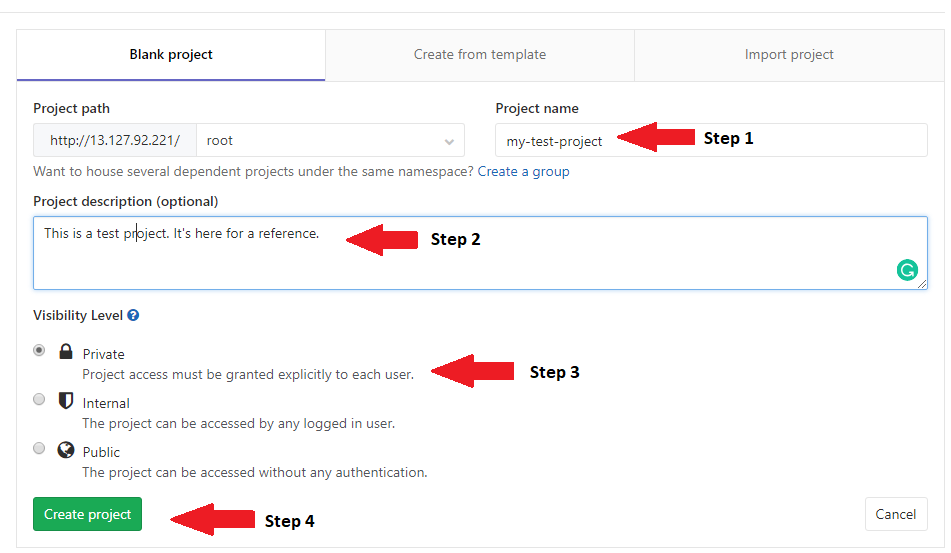 Blank project
Create from template
Import project
Project path
Project name
http://13.127.92.221/
root
my-test-project
Step 1
Want to house several dependent projects under the same namespace? Create a group
Project description (optional)
This is a test project. It's here for a reference.
Step 2
Visibility Level
Private
Project access must be granted explicitly to each user.
Step 3
Internal
The project can be accessed by any logged in user.
Public
The project can be accessed without any authentication.
Create project
Step 4
Cancel